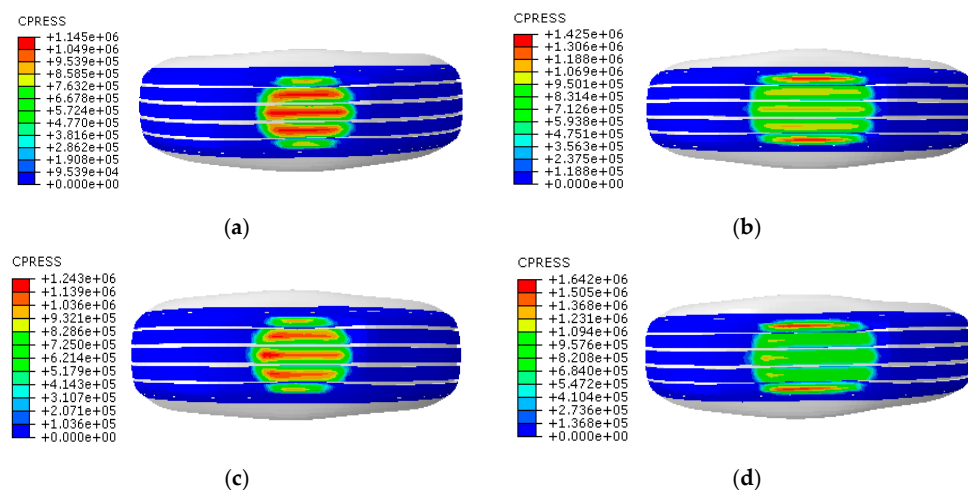 CPRESS
+1.145e+06
+1.049e+06
+9.539e+05
+8.585e+05
+7.632e+05
+6.678e+05
+5.724e+05
+4.770e+05
+3.816e+05
+2.862e+05
+1.908e+05
+9.539e+04
+0.000e+00
(a)
CPRESS
+1.425e+06
+1.306e+06
+1.188e+06
+1.069e+06
+9.501e+05
+8.314e+05
+7.126e+05
+5.938e+05
+4.751e+05
+3.563e+05
+2.375e+05
+1.188e+05
+0.000e+00
(b)
CPRESS
+1.243e+06
+1.139e+06
+1.036e+06
+9.321e+05
+8.286e+05
+7.250e+05
+6.214e+05
+5.179e+05
+4.143e+05
+3.107e+05
+2.071e+05
+1.036e+05
+0.000e+00
(c)
CPRESS
+1.642e+06
+1.505e+06
+1.368e+06
+1.231e+06
+1.094e+06
+9.576e+05
+8.208e+05
+6.840e+05
+5.472e+05
+4.104e+05
+2.736e+05
+1.368e+05
+0.000e+00
(d)